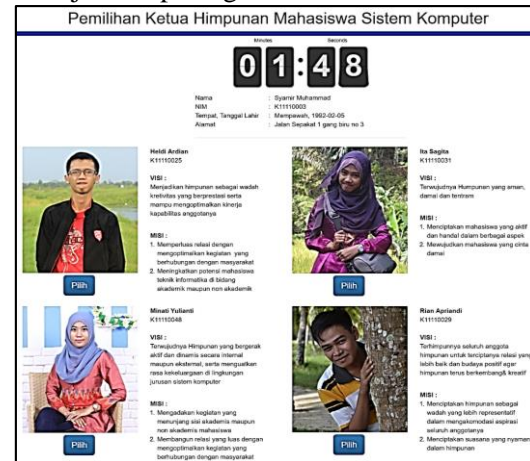 Pemilihan Ketua Himpunan Mahasiswa Sistem Komputer
Minutes Seconds
01:48
Nama : Syamir Muhammad
NIM : K11110003
Tempat, Tanggal Lahir : Mempawah, 1992-02-05
Alamat : Jalan Sepakat 1 gang biru no 3
Heldi Ardian
K11110025
VISI :
Menjadikan himpunan sebagai wadah
kretivitas yang berprestasi serta
mampu mengoptimalkan kinerja
kapabilitas anggotanya
MISI :
1. Memperluas relasi dengan
mengoptimalkan kegiatan yang
berhubungan dengan masyarakat
2. Meningkatkan potensi mahasiswa
teknik informatika di bidang
akademik maupun non akademik
Pilih
Ita Sagita
K11110031
VISI :
Terwujudnya Humpunan yang aman,
damai dan tentram
MISI :
1. Menciptakan mahasiswa yang aktif
dan handal dalam berbagai aspek
2. Mewujudkan mahasiswa yang cinta
damai
Pilih
Minati Yulianti
K11110048
VISI :
Terwujudnya Himpunan yang bergerak
aktif dan dinamis secara internal
maupun eksternal, serta menguatkan
rasa kekeluargaan di lingkungan
jurusan sistem komputer
MISI :
1. Mengadakan kegiatan yang
menunjang sisi akademis maupun
non akademis mahasiswa
2. Membangun relasi yang luas dengan
mengoptimalkan kegiatan yang
berhubungan dengan masyarakat
Pilih
Rian Apriandi
K11110029
VISI :
Terhimpunnya seluruh anggota
himpunan untuk terciptanya relasi yang
lebih baik dan budaya positif agar
himpunan terus berkembang& kreatif
MISI :
1. Menciptakan himpunan sebagai
wadah yang lebih representatif
dalam mengakomodasi aspirasi
seluruh anggotanya
2. Menciptakan suasana yang nyaman
dalam himpunan
Pilih